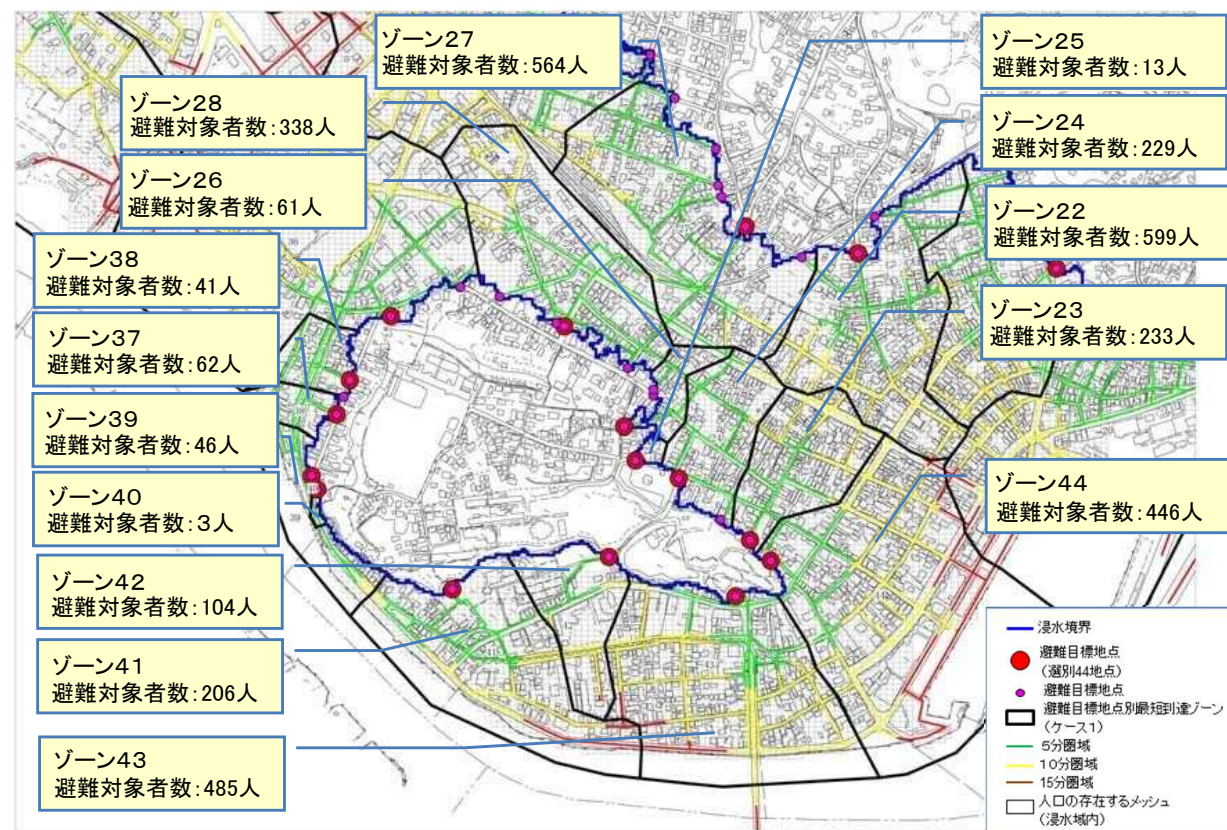 ゾーン27
避難対象者数:564人
ゾーン28
避難対象者数:338人
ゾーン26
避難対象者数:61人
ゾーン38
避難対象者数:41人
ゾーン37
避難対象者数:62人
ゾーン39
避難対象者数:46人
ゾーン40
避難対象者数:3人
ゾーン42
避難対象者数:104人
ゾーン41
避難対象者数:206人
ゾーン43
避難対象者数:485人
ゾーン25
避難対象者数:13人
ゾーン24
避難対象者数:229人
ゾーン22
避難対象者数:599人
ゾーン23
避難対象者数:233人
ゾーン44
避難対象者数:446人
浸水境界
避難目標地点
(選別44地点)
避難目標地点
避難目標地点別最短到達ゾーン
(ケース1)
5分圏域
10分圏域
15分圏域
人口の存在するメッシュ
(浸水域内)